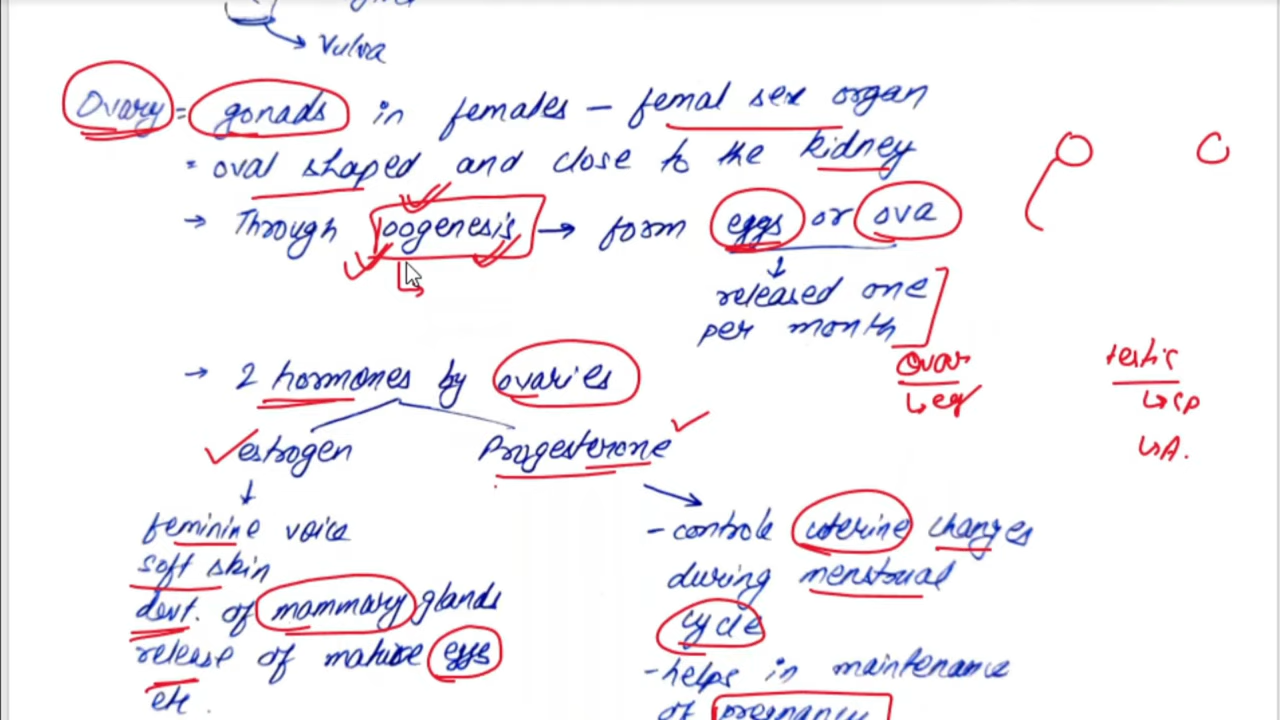 Vulva
Ovary = gonads in females - femal sex organ
= oval shaped and close to the kidney
→ Through oogenesis → form eggs or ova
↓
released one
per month
Ovar
↳ eg
testis
↳ sp
↳ A.
→ 2 hormones by ovaries
estrogen
Progesterone
↓
feminine voice
soft skin
devt. of mammary glands
release of mature eggs
etc.
- controls uterine changes
during menstrual
cycle
- helps in maintenance
of pregnancy